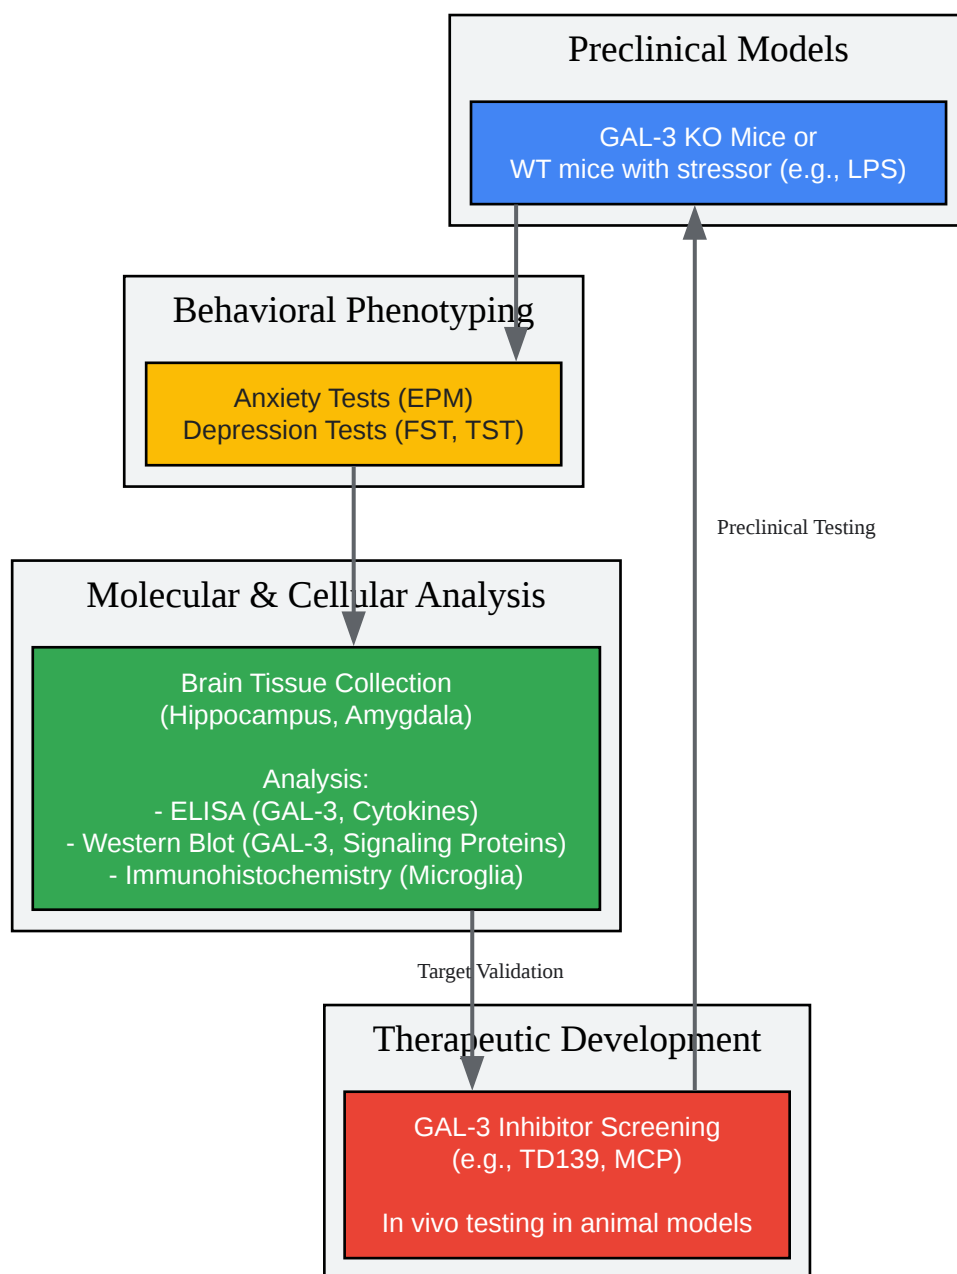 Preclinical Models
GAL-3 KO Mice or
WT mice with stressor (e.g., LPS)
Behavioral Phenotyping
Anxiety Tests (EPM)
Depression Tests (FST, TST)
Preclinical Testing
Molecular & Cellular Analysis
Brain Tissue Collection
(Hippocampus, Amygdala)
Analysis:
- ELISA (GAL-3, Cytokines)
- Western Blot (GAL-3, Signaling Proteins)
- Immunohistochemistry (Microglia)
Target Validation
Therapeutic Development
GAL-3 Inhibitor Screening
(e.g., TD139, MCP)
In vivo testing in animal models